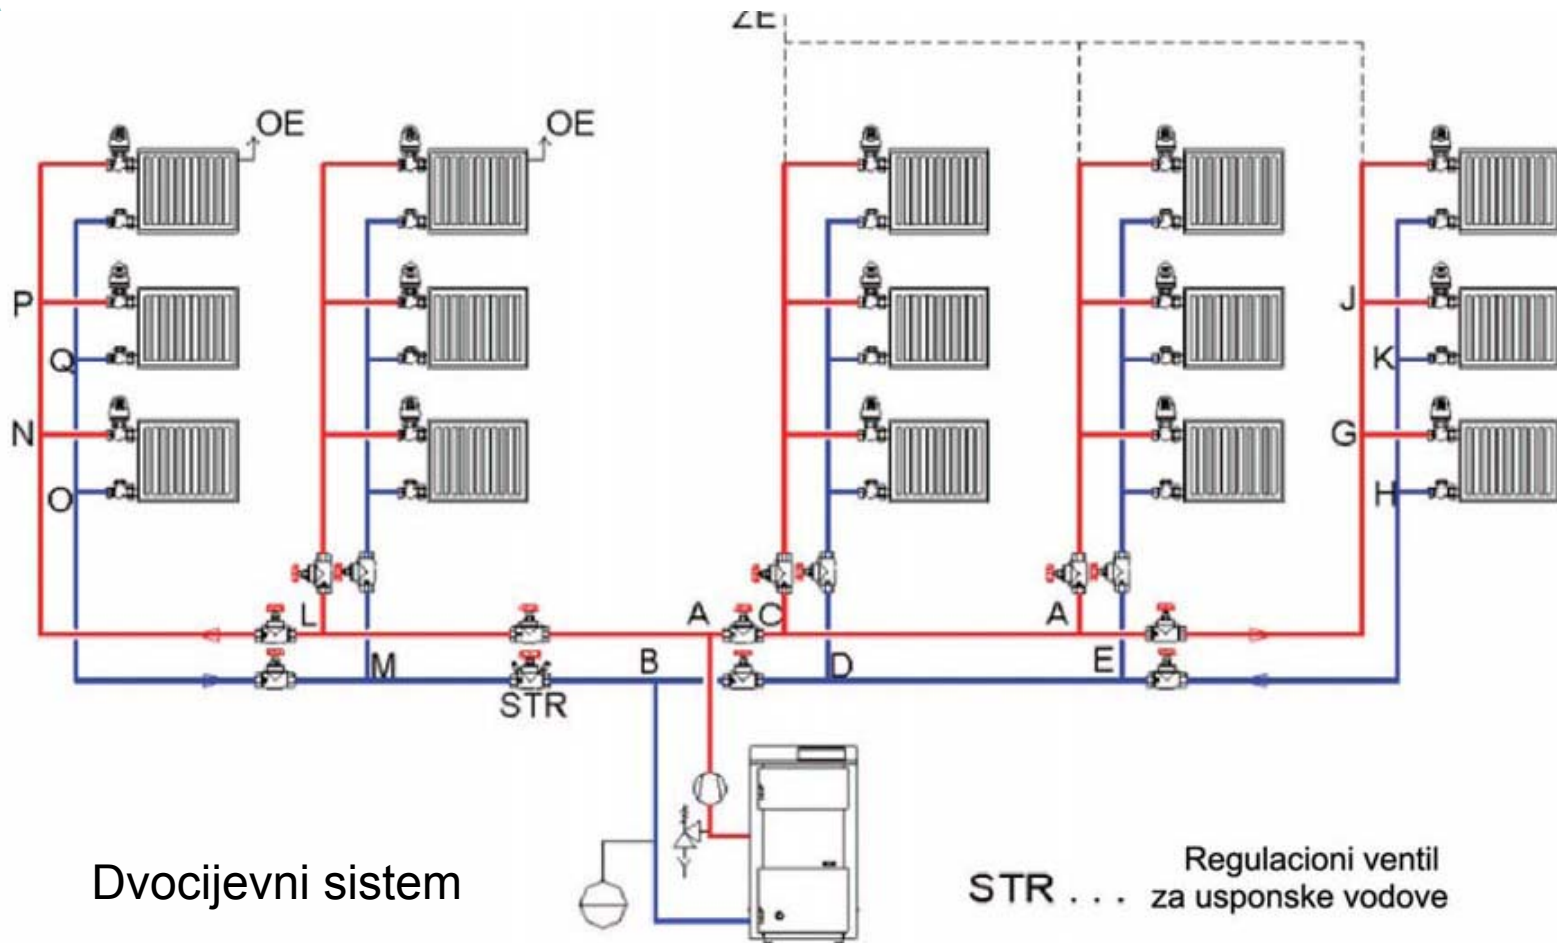 ZE
OE OE
P J
Q K
N G
O H
L A C A
M B D E
STR
Dvocijevni sistem
STR . . . Regulacioni ventil
za usponske vodove